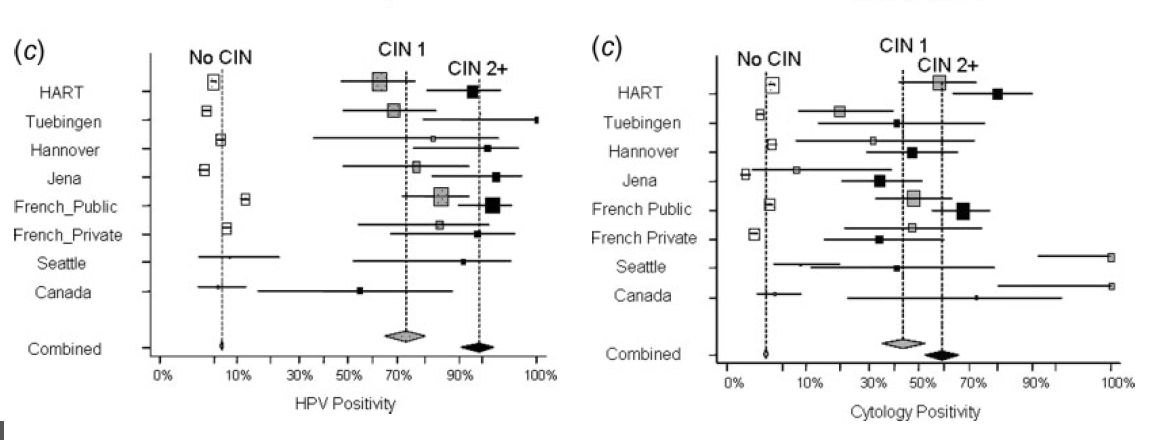 (c)
No CIN
CIN 1
CIN 2+
HART
Tuebingen
Hannover
Jena
French_Public
French_Private
Seattle
Canada
Combined
0% 10% 30% 50% 70% 90% 100%
HPV Positivity
(c)
No CIN
CIN 1
CIN 2+
HART
Tuebingen
Hannover
Jena
French Public
French Private
Seattle
Canada
Combined
0% 10% 30% 50% 70% 90% 100%
Cytology Positivity